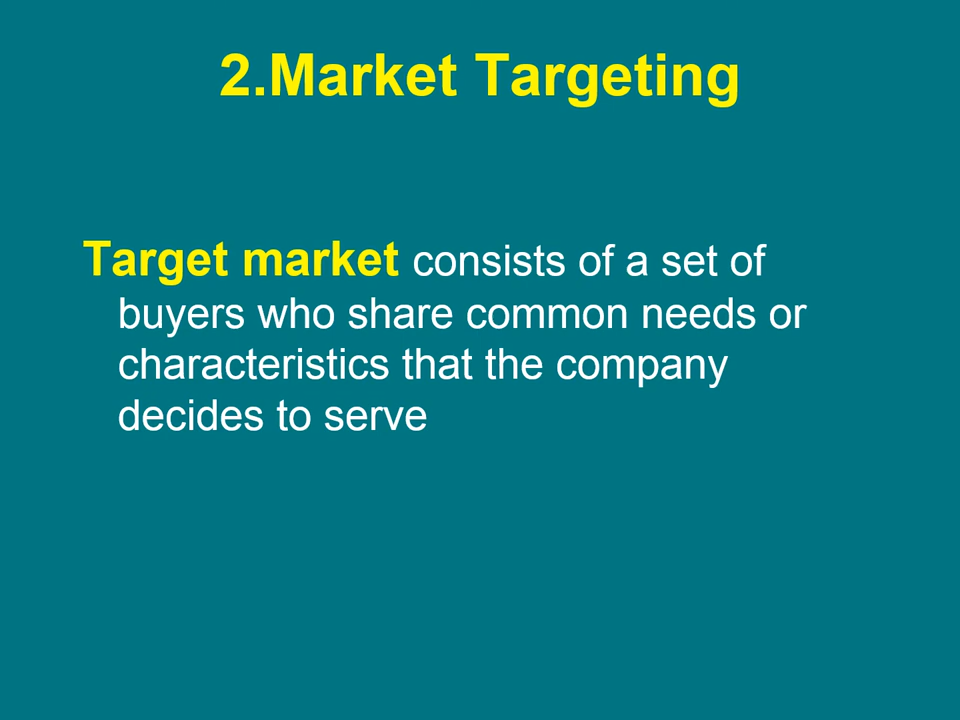 2.Market Targeting
Target market consists of a set of
buyers who share common needs or
characteristics that the company
decides to serve